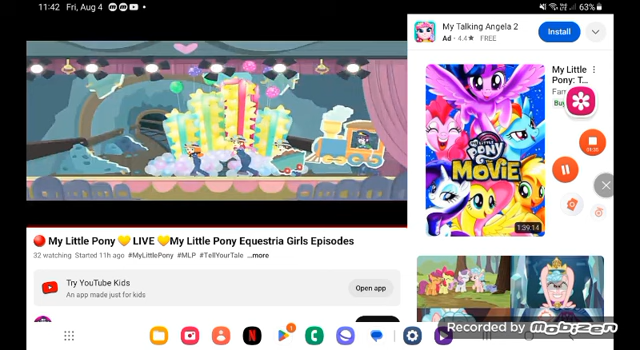 11:42 Fri, Aug 4
63%
My Talking Angela 2
Ad · 4.4★ FREE
Install
My Little
Pony: T...
MY LITTLE
PONY
THE
MOVIE
1:39:14
🔴 My Little Pony 💛 LIVE 💛My Little Pony Equestria Girls Episodes
32 watching Started 11h ago #MyLittlePony #MLP #TellYourTale ...more
Try YouTube Kids
An app made just for kids
Open app
Recorded by Mobizen